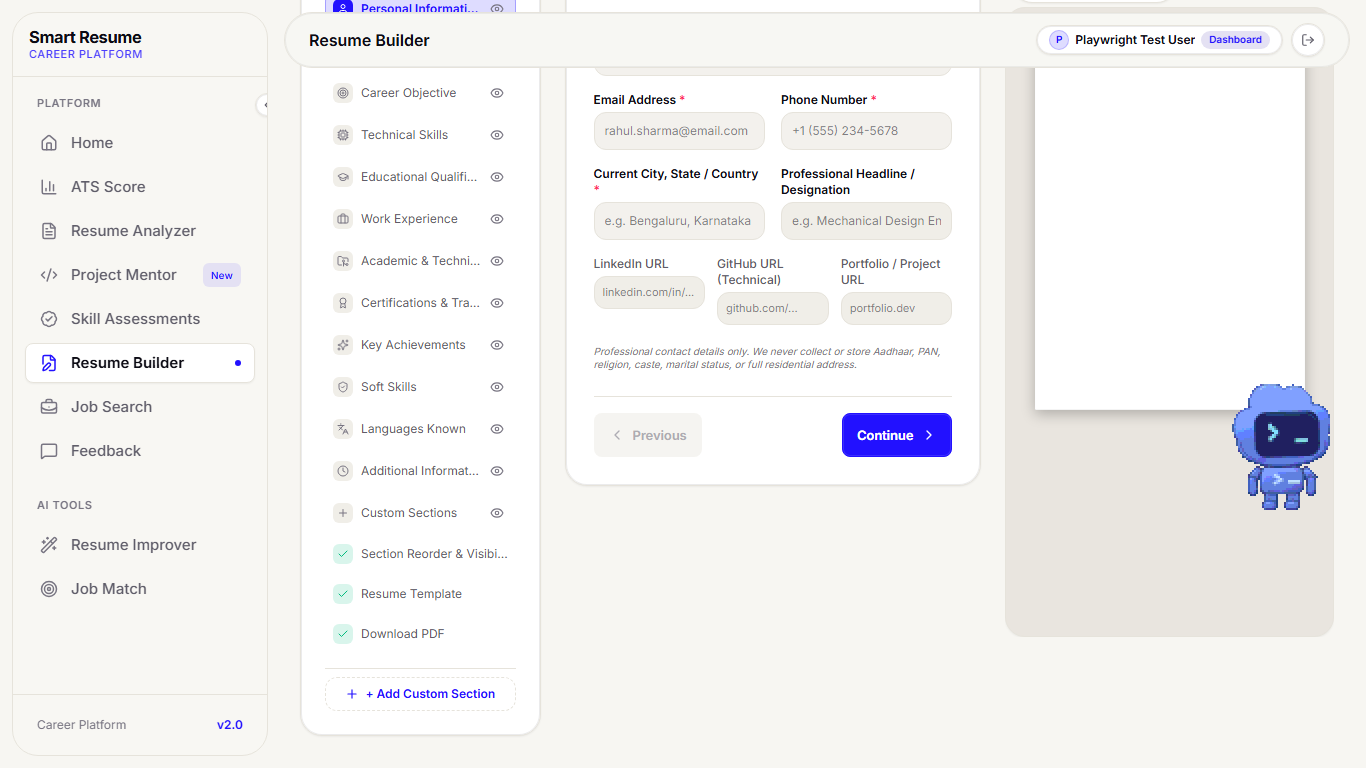 Smart Resume
CAREER PLATFORM
PLATFORM
Home
ATS Score
Resume Analyzer
Project Mentor New
Skill Assessments
Resume Builder
Job Search
Feedback
AI TOOLS
Resume Improver
Job Match
Career Platform v2.0
Resume Builder
P Playwright Test User Dashboard
Personal Informati...
Career Objective
Technical Skills
Educational Qualifi...
Work Experience
Academic & Techni...
Certifications & Tra...
Key Achievements
Soft Skills
Languages Known
Additional Informat...
Custom Sections
Section Reorder & Visibi...
Resume Template
Download PDF
+ + Add Custom Section
Email Address * Phone Number *
rahul.sharma@email.com +1 (555) 234-5678
Current City, State / Country
*
Professional Headline /
Designation
e.g. Bengaluru, Karnataka e.g. Mechanical Design En
LinkedIn URL
linkedin.com/in/...
GitHub URL
(Technical)
github.com/...
Portfolio / Project
URL
portfolio.dev
Professional contact details only. We never collect or store Aadhaar, PAN,
religion, caste, marital status, or full residential address.
Previous Continue